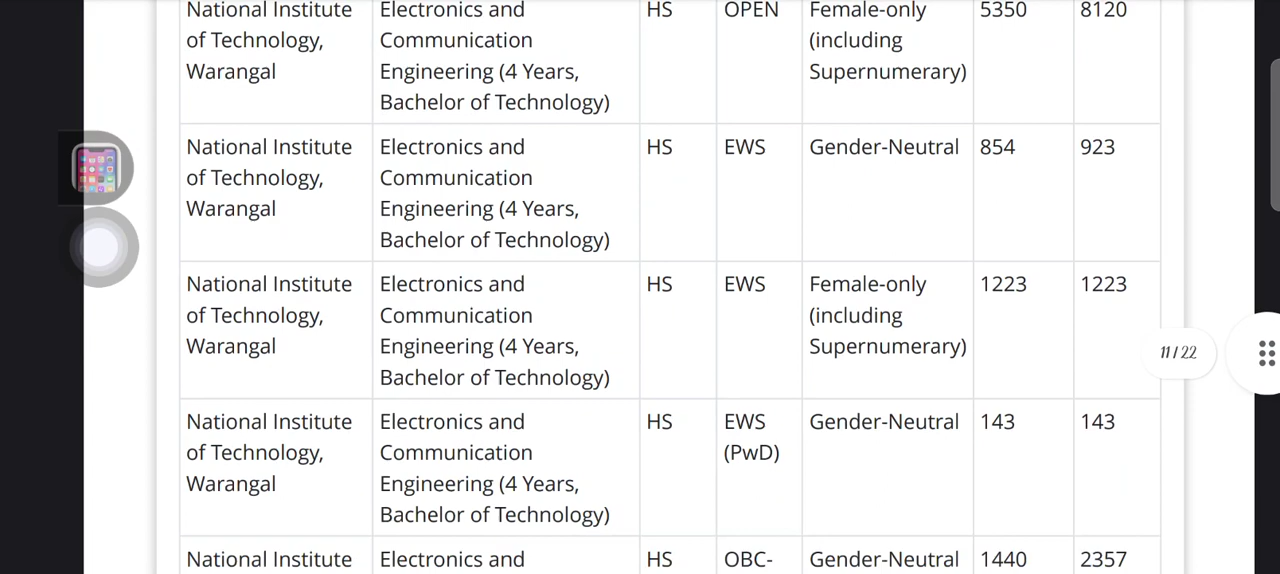 National Institute Electronics and HS OPEN Female-only 5350 8120
of Technology, Communication (including
Warangal Engineering (4 Years, Supernumerary)
Bachelor of Technology)
National Institute Electronics and HS EWS Gender-Neutral 854 923
of Technology, Communication
Warangal Engineering (4 Years,
Bachelor of Technology)
National Institute Electronics and HS EWS Female-only 1223 1223
of Technology, Communication (including
Warangal Engineering (4 Years, Supernumerary)
11 / 22
Bachelor of Technology)
National Institute Electronics and HS EWS Gender-Neutral 143 143
of Technology, Communication (PwD)
Warangal Engineering (4 Years,
Bachelor of Technology)
National Institute Electronics and HS OBC- Gender-Neutral 1440 2357